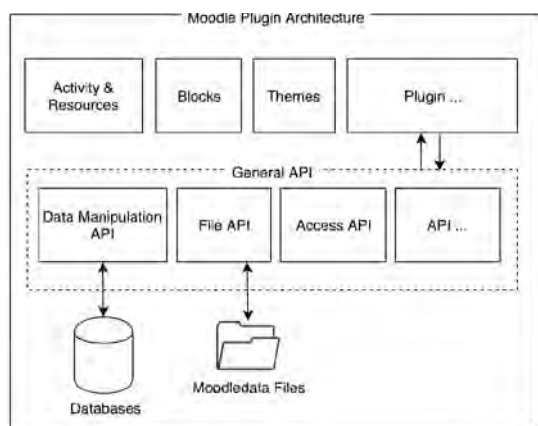 Moodle Plugin Architecture
Activity &
Resources
Blocks
Themes
Plugin ...
General API
Data Manipulation
API
File API
Access API
API ...
Databases
Moodledata Files